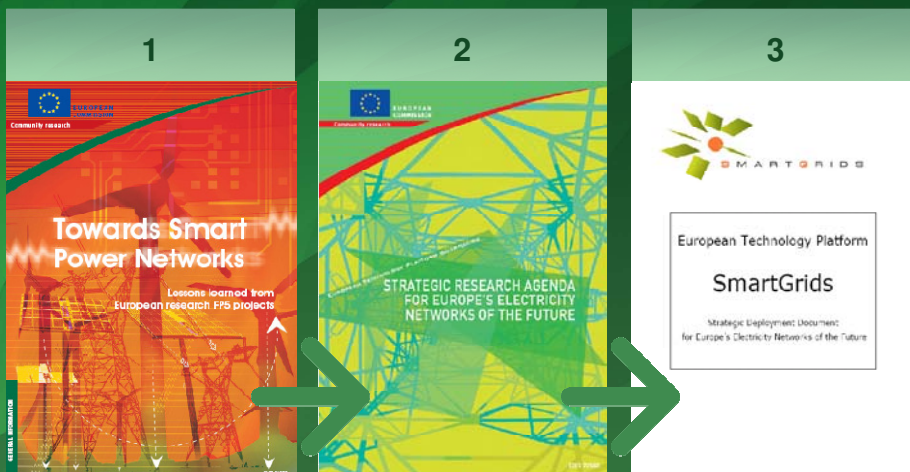 1
2
3
EUROPEAN
COMMISSION
Community research
Towards Smart
Power Networks
Lessons learned from
European research FP5 projects
GENERAL INFORMATION
EUROPEAN
COMMISSION
Community research
STRATEGIC RESEARCH AGENDA
FOR EUROPE'S ELECTRICITY
NETWORKS OF THE FUTURE
SMARTGRIDS
European Technology Platform
SmartGrids
Strategic Deployment Document
for Europe's Electricity Networks of the Future